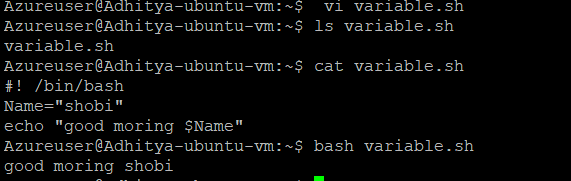 Azureuser@Adhitya-ubuntu-vm:~$  vi variable.sh
Azureuser@Adhitya-ubuntu-vm:~$ ls variable.sh
variable.sh
Azureuser@Adhitya-ubuntu-vm:~$ cat variable.sh
#! /bin/bash
Name="shobi"
echo "good moring $Name"
Azureuser@Adhitya-ubuntu-vm:~$ bash variable.sh
good moring shobi